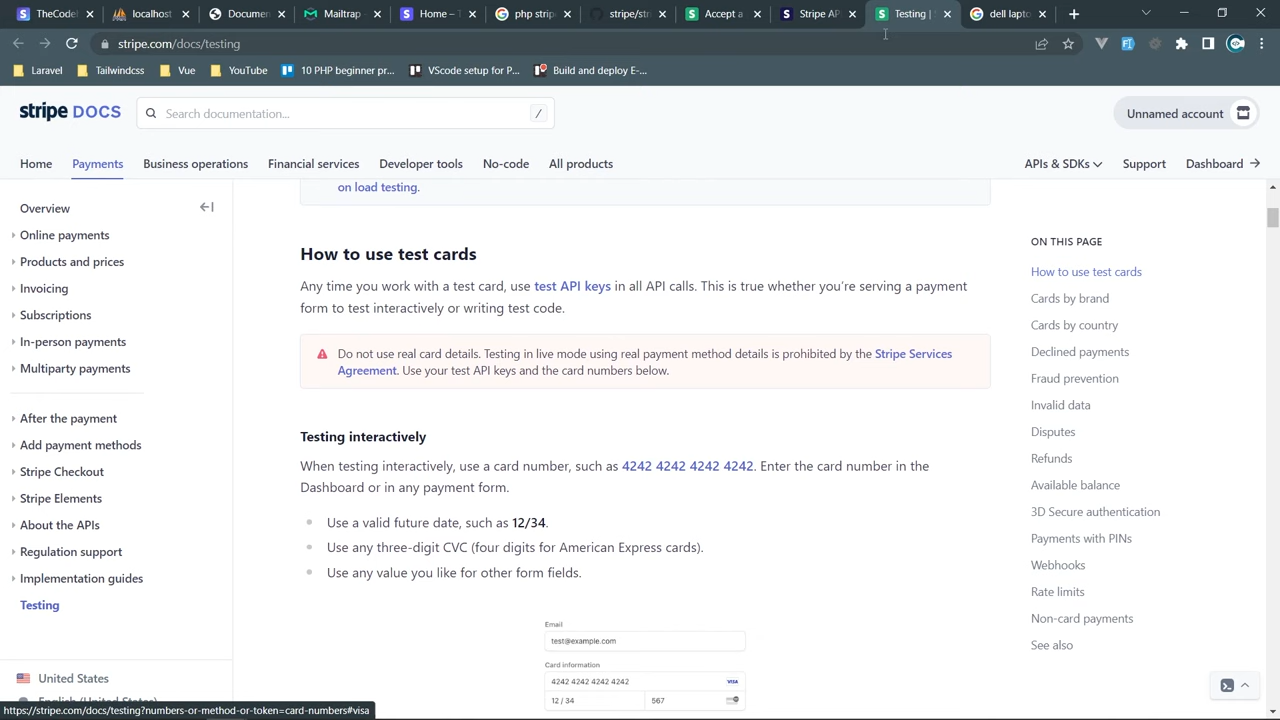 TheCodeh
localhost
Documen
Mailtrap
Home – T
php strip
stripe/str
Accept a
Stripe AP
Testing |
dell lapto
stripe.com/docs/testing
Laravel
Tailwindcss
Vue
YouTube
10 PHP beginner pr...
VScode setup for P...
Build and deploy E-...
stripe DOCS
Search documentation...
/
Unnamed account
Home
Payments
Business operations
Financial services
Developer tools
No-code
All products
APIs & SDKs
Support
Dashboard
Overview
Online payments
Products and prices
Invoicing
Subscriptions
In-person payments
Multiparty payments
After the payment
Add payment methods
Stripe Checkout
Stripe Elements
About the APIs
Regulation support
Implementation guides
Testing
United States
English (United States)
on load testing.
How to use test cards
Any time you work with a test card, use test API keys in all API calls. This is true whether you’re serving a payment
form to test interactively or writing test code.
Do not use real card details. Testing in live mode using real payment method details is prohibited by the Stripe Services
Agreement. Use your test API keys and the card numbers below.
Testing interactively
When testing interactively, use a card number, such as 4242 4242 4242 4242. Enter the card number in the
Dashboard or in any payment form.
Use a valid future date, such as 12/34.
Use any three-digit CVC (four digits for American Express cards).
Use any value you like for other form fields.
Email
test@example.com
Card information
4242 4242 4242 4242
VISA
12 / 34
567
ON THIS PAGE
How to use test cards
Cards by brand
Cards by country
Declined payments
Fraud prevention
Invalid data
Disputes
Refunds
Available balance
3D Secure authentication
Payments with PINs
Webhooks
Rate limits
Non-card payments
See also
https://stripe.com/docs/testing?numbers-or-method-or-token=card-numbers#visa